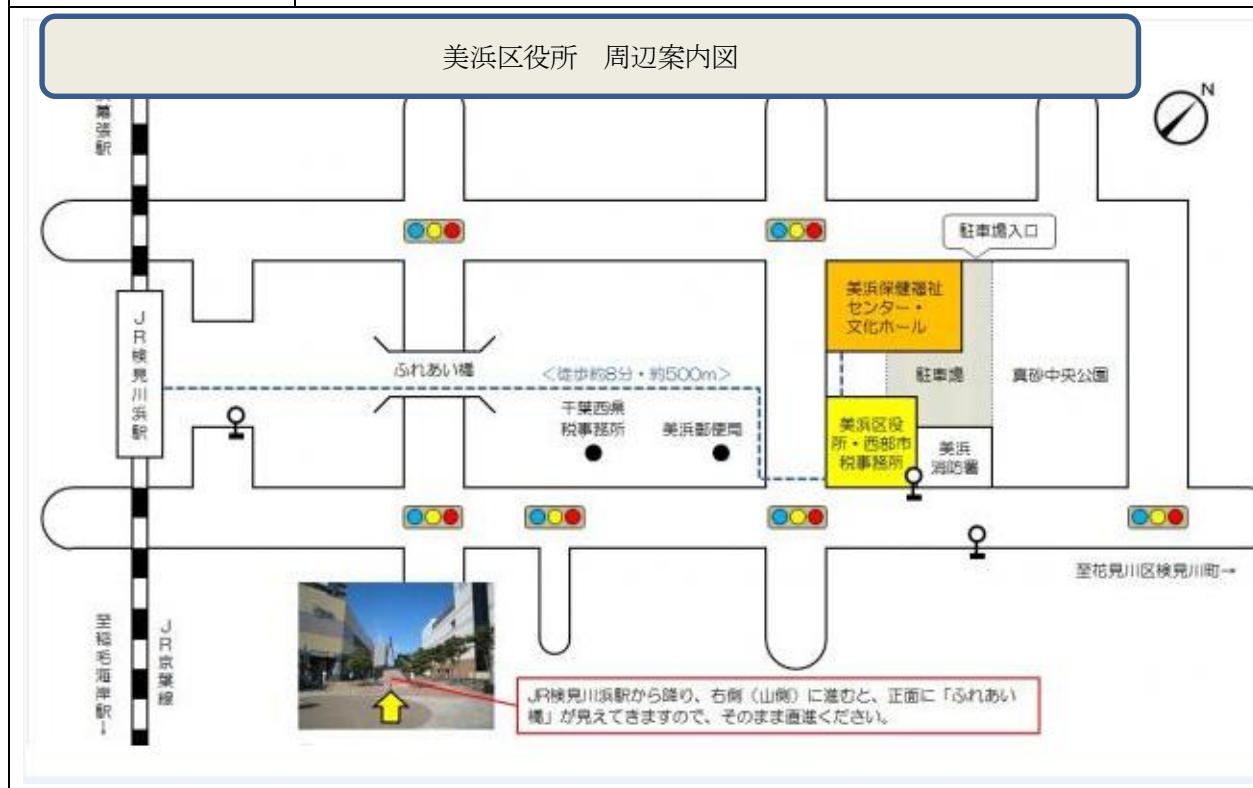 美浜区役所　周辺案内図
N
幕張駅
駐車場入口
美浜保健福祉
センター・
文化ホール
JR検見川浜駅
ふれあい橋
<徒歩約8分・約500m>
駐車場
真砂中央公園
千葉西県
税事務所
美浜郵便局
美浜区役
所・西部市
税事務所
美浜
消防署
至花見川区検見川町→
至稲毛海岸駅→
JR京葉線
JR検見川浜駅から降り、右側（山側）に進むと、正面に「ふれあい
橋」が見えてきますので、そのまま直進ください。